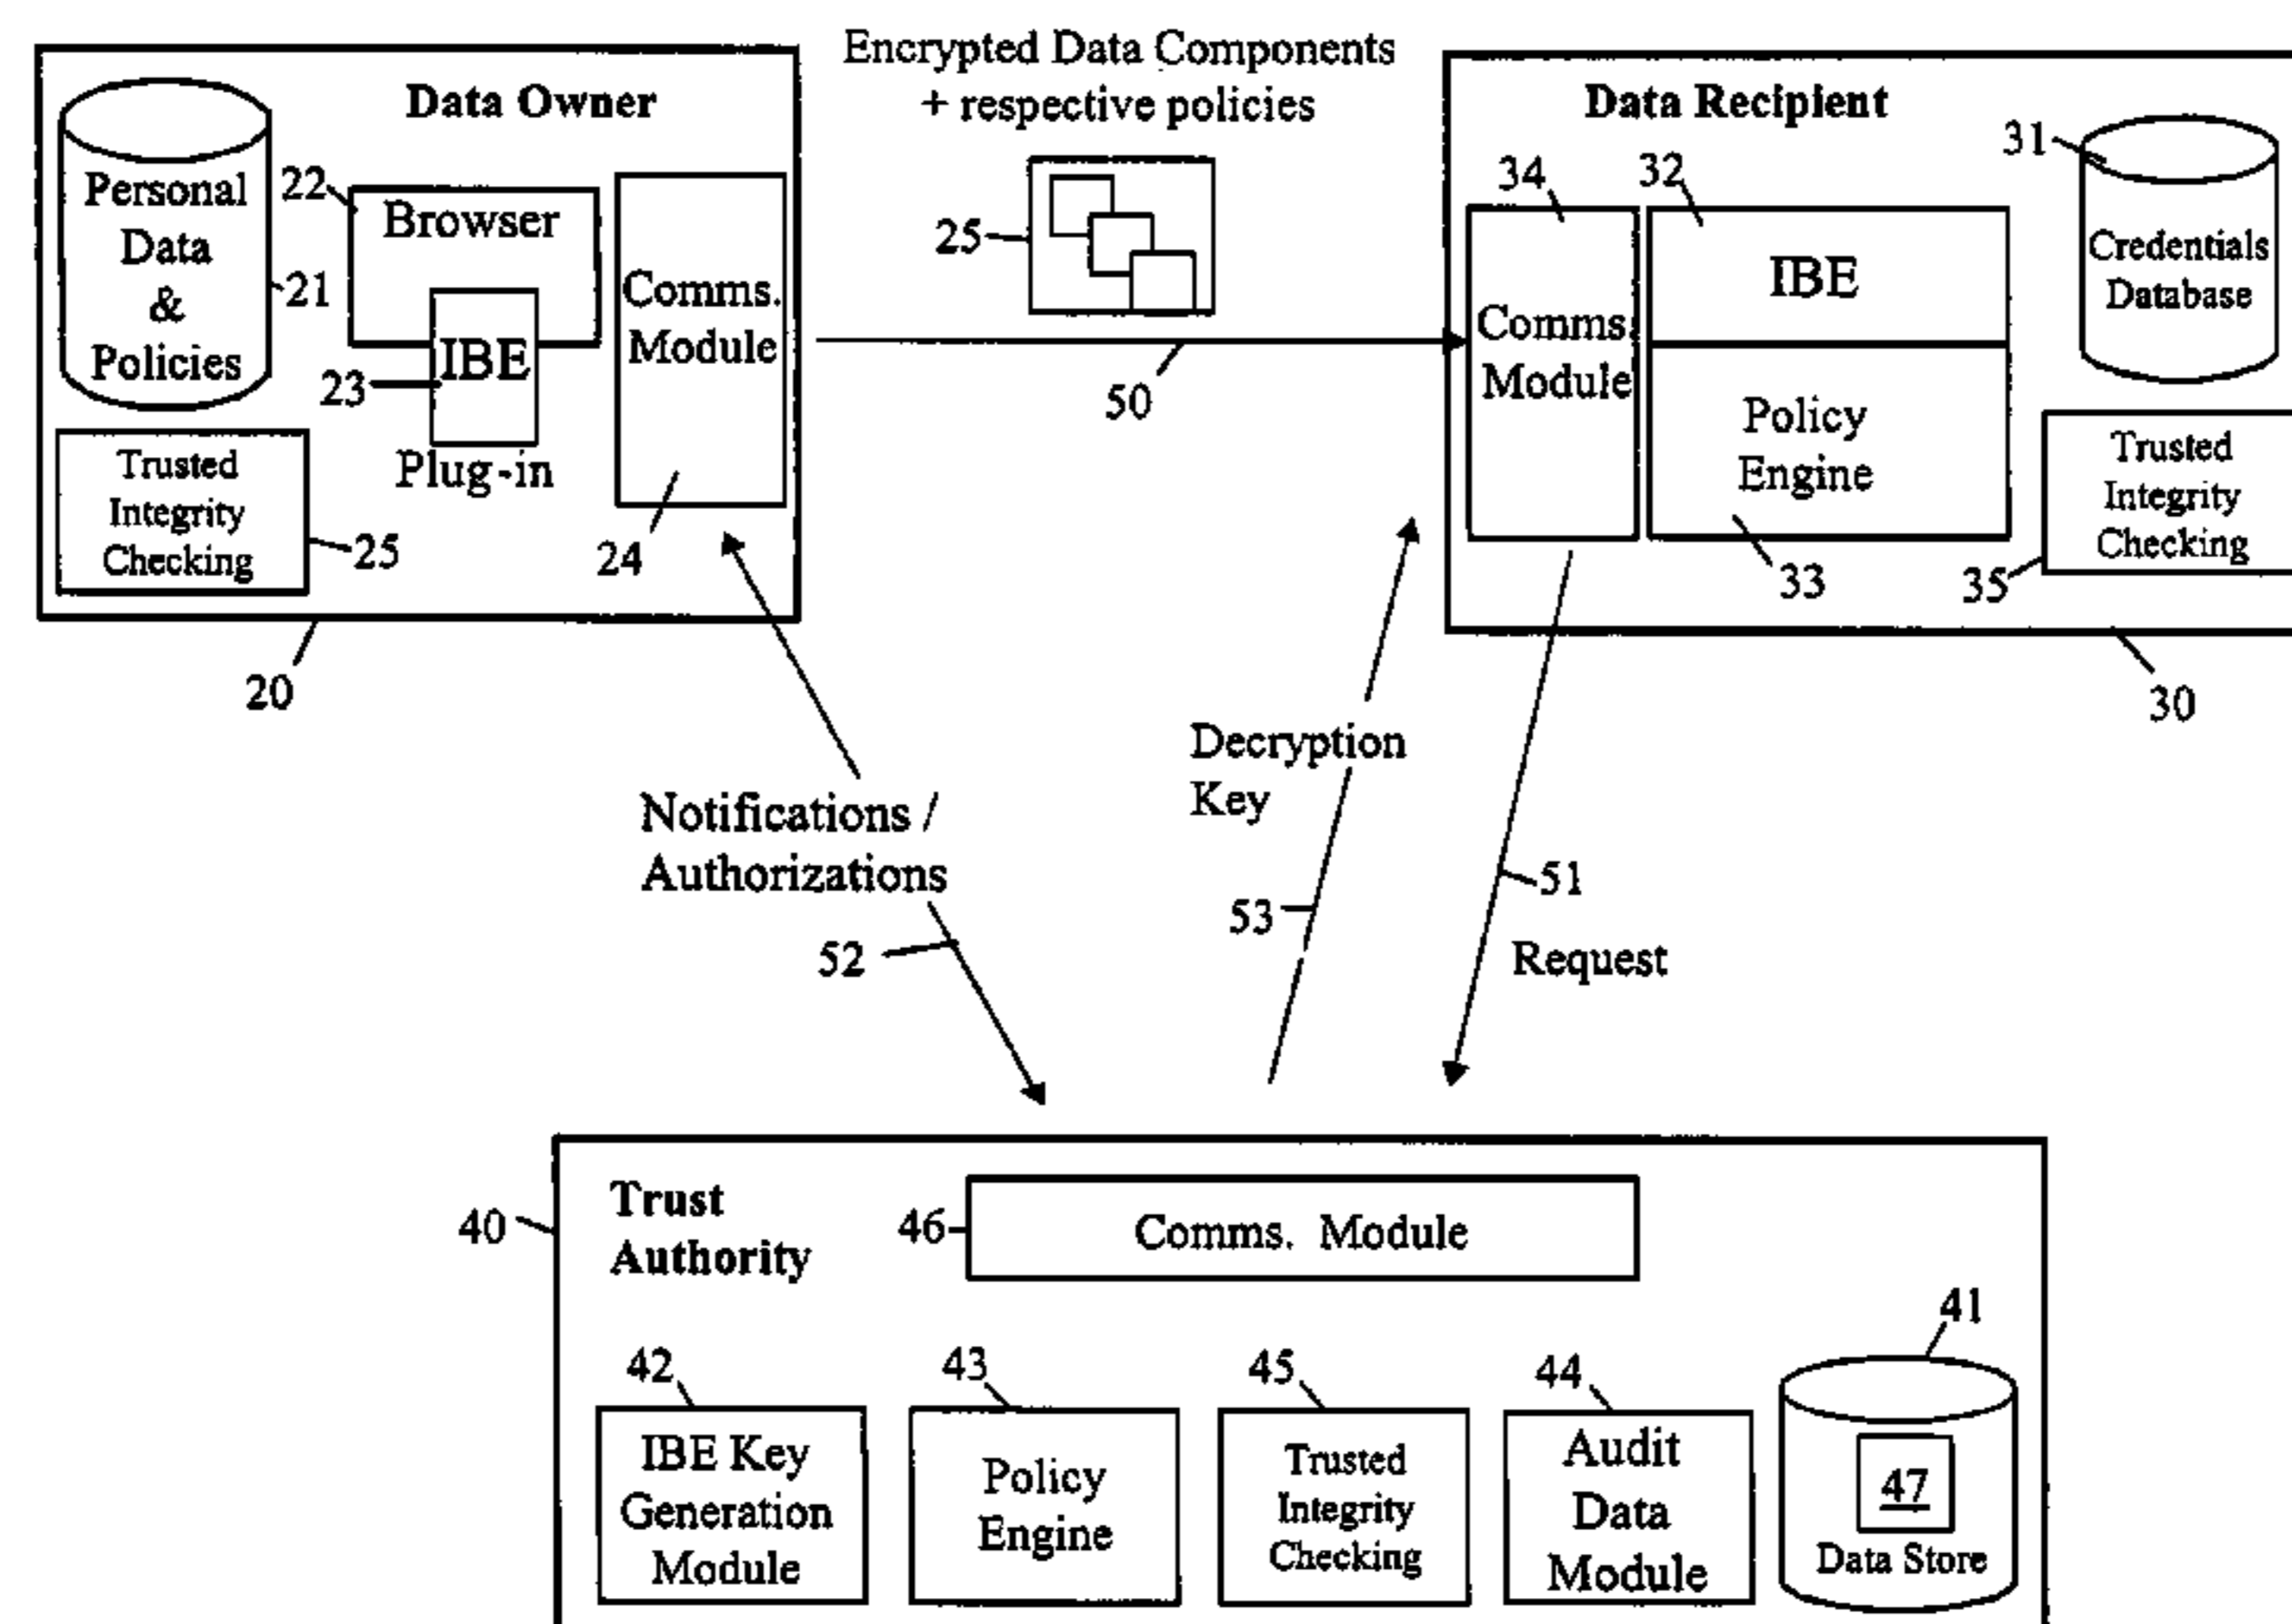 Encrypted Data Components
+ respective policies
25
50
Data Owner
Personal
Data
&
Policies
21
22
Browser
IBE
23
Plug-in
Comms.
Module
24
Trusted
Integrity
Checking
25
20
Data Recipient
34
32
31
Comms.
Module
IBE
Policy
Engine
33
Credentials
Database
Trusted
Integrity
Checking
35
30
Notifications /
Authorizations
52
Decryption
Key
53
51
Request
40
Trust
Authority
46
Comms. Module
42
IBE Key
Generation
Module
43
Policy
Engine
45
Trusted
Integrity
Checking
44
Audit
Data
Module
41
47
Data Store